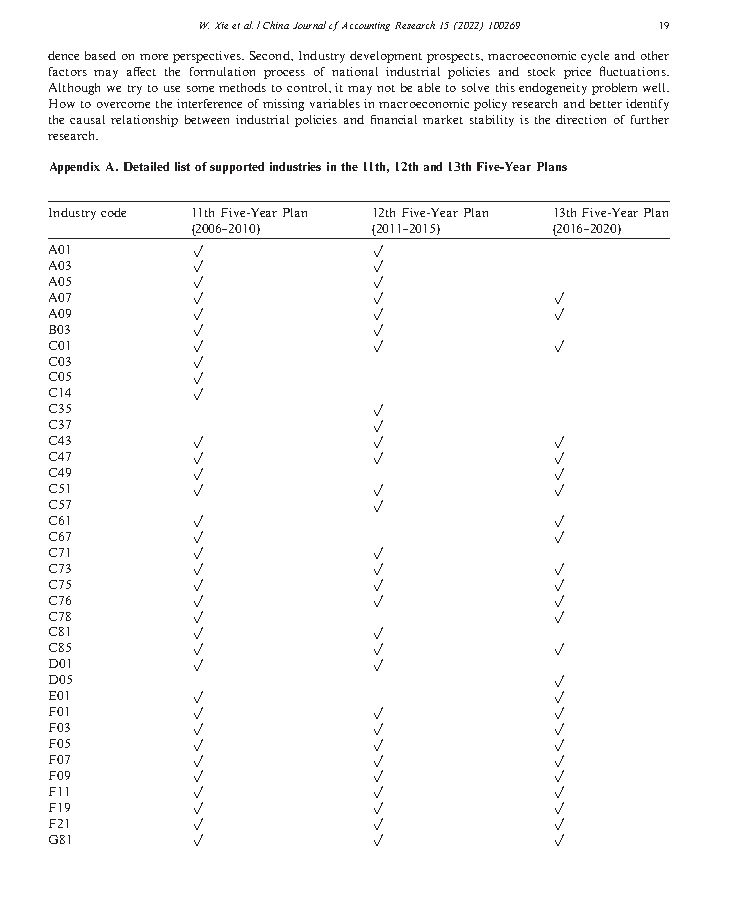 W. Xie et al. / China Journal of Accounting Research 15 (2022) 100269 19
dence based on more perspectives. Second, Industry development prospects, macroeconomic cycle and other
factors may affect the formulation process of national industrial policies and stock price fluctuations.
Although we try to use some methods to control, it may not be able to solve this endogeneity problem well.
How to overcome the interference of missing variables in macroeconomic policy research and better identify
the causal relationship between industrial policies and financial market stability is the direction of further
research.
Appendix A. Detailed list of supported industries in the 11th, 12th and 13th Five-Year Plans
Industry code 11th Five-Year Plan 12th Five-Year Plan 13th Five-Year Plan
(2006–2010) (2011–2015) (2016–2020)
A01 √ √
A03 √ √
A05 √ √
A07 √ √ √
A09 √ √ √
B03 √ √
C01 √ √ √
C03 √
C05 √
C14 √
C35 √
C37 √
C43 √ √ √
C47 √ √ √
C49 √ √
C51 √ √ √
C57 √
C61 √ √
C67 √ √
C71 √ √
C73 √ √ √
C75 √ √ √
C76 √ √ √
C78 √ √
C81 √ √
C85 √ √ √
D01 √ √
D05 √
E01 √ √
F01 √ √ √
F03 √ √ √
F05 √ √ √
F07 √ √ √
F09 √ √ √
F11 √ √ √
F19 √ √ √
F21 √ √ √
G81 √ √ √